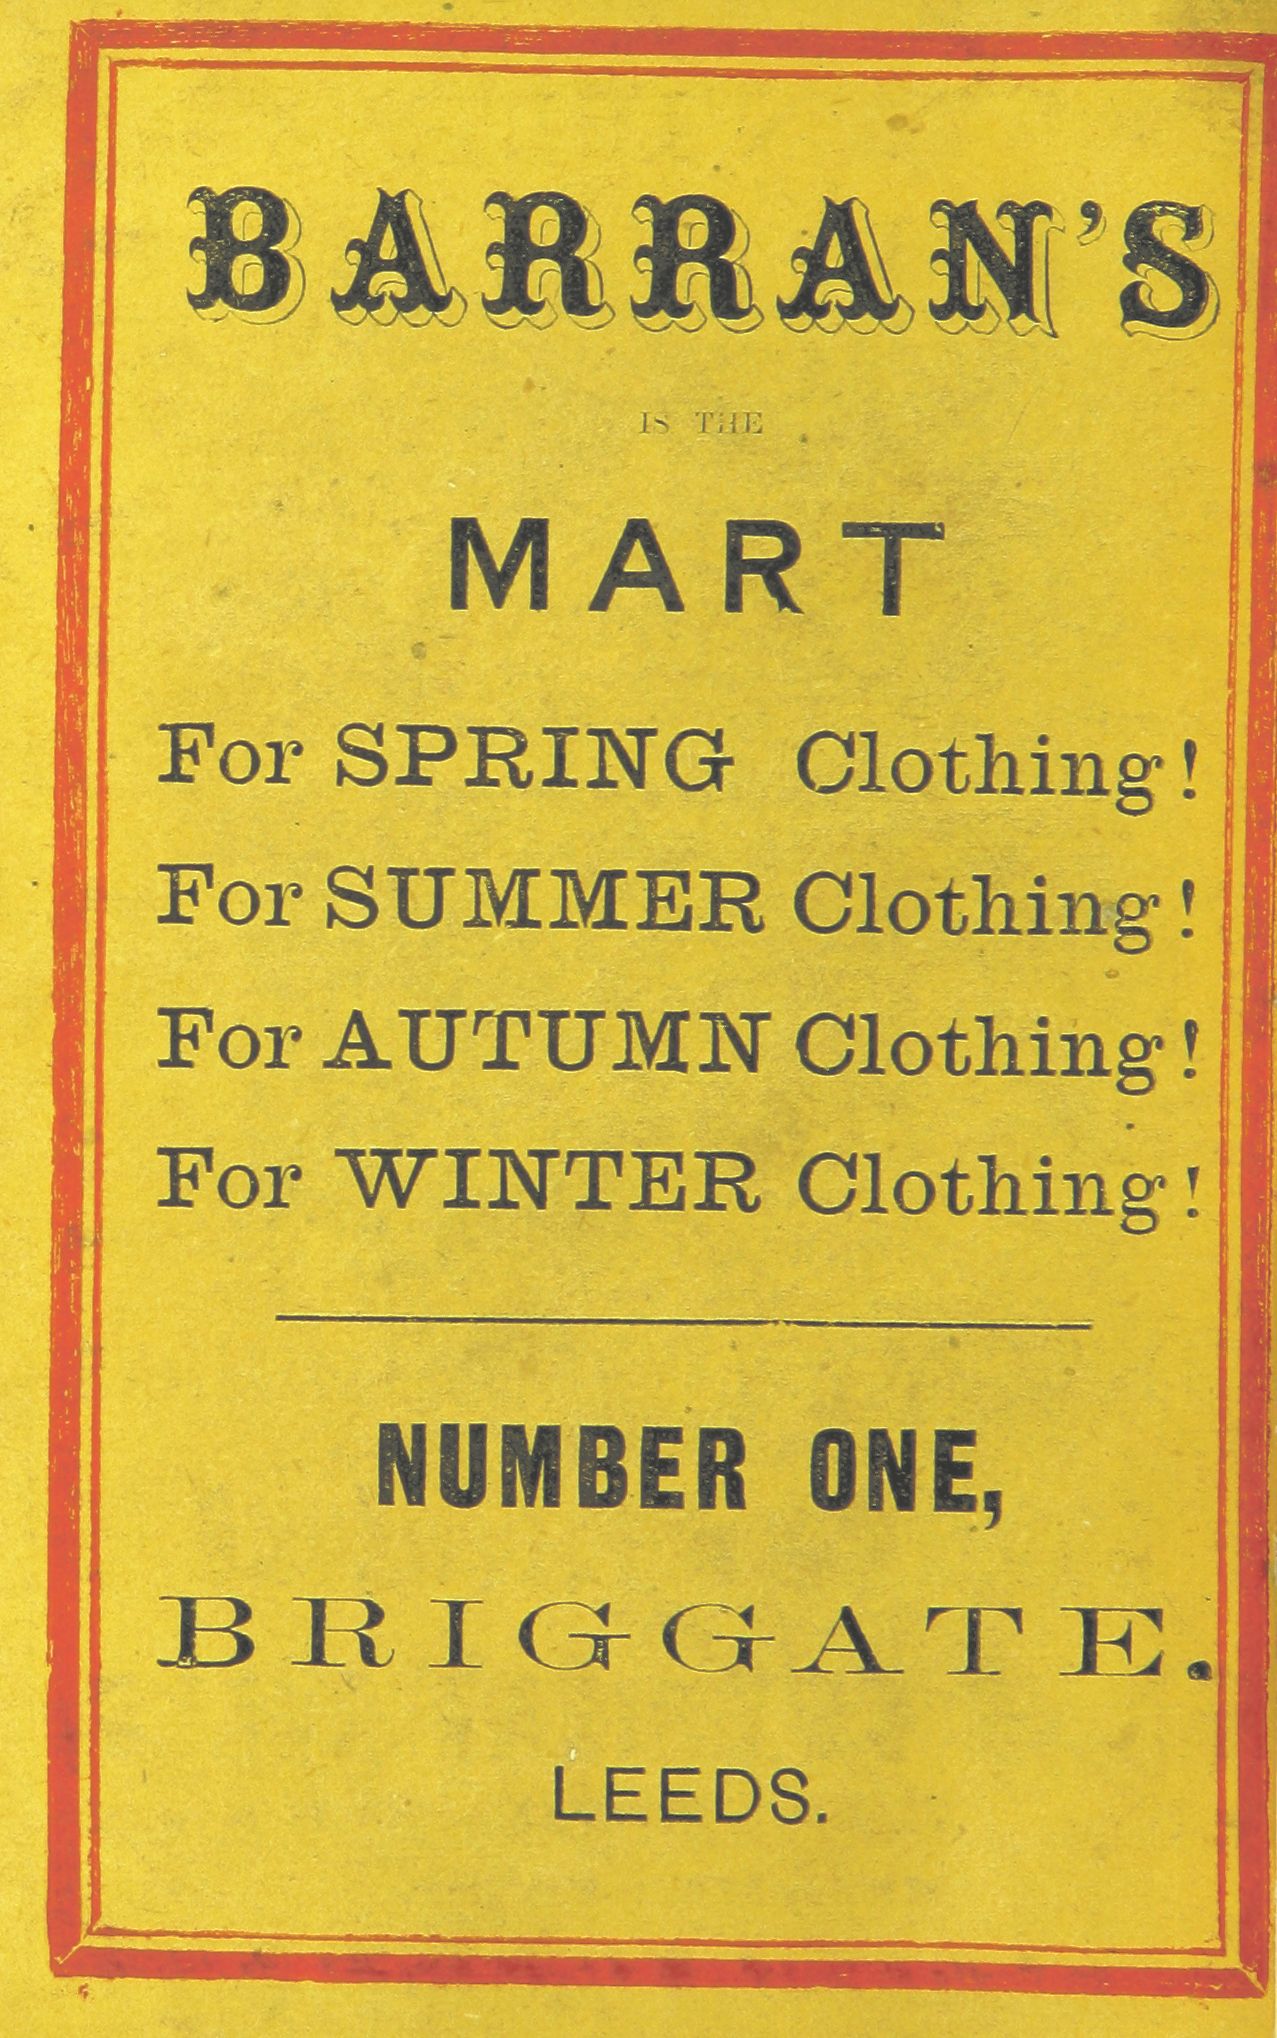 BARRAN'S
IS THE
MART
For SPRING Clothing!
For SUMMER Clothing!
For AUTUMN Clothing!
For WINTER Clothing!
NUMBER ONE,
BRIGGATE.
LEEDS.